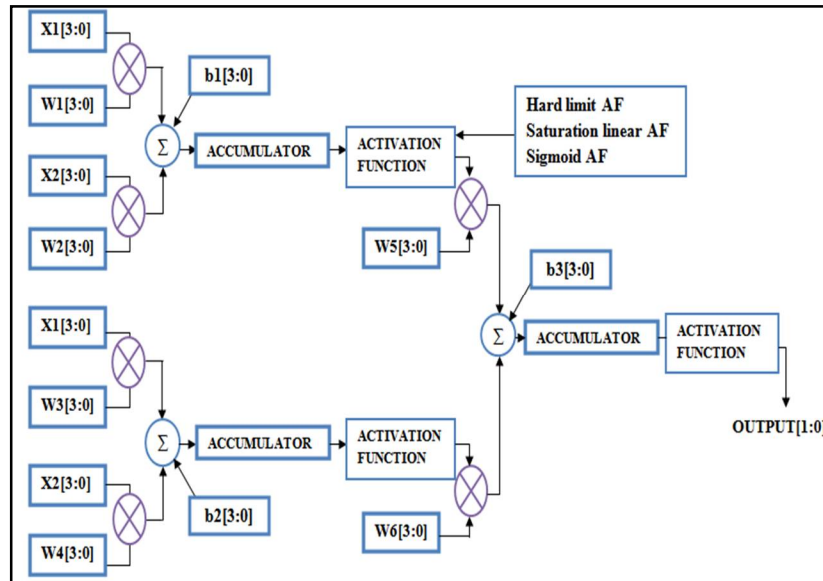 X1[3:0]
W1[3:0]
b1[3:0]
Σ
ACCUMULATOR
ACTIVATION
FUNCTION
Hard limit AF
Saturation linear AF
Sigmoid AF
X2[3:0]
W2[3:0]
W5[3:0]
b3[3:0]
X1[3:0]
W3[3:0]
Σ
ACCUMULATOR
ACTIVATION
FUNCTION
OUTPUT[1:0]
Σ
ACCUMULATOR
ACTIVATION
FUNCTION
X2[3:0]
W4[3:0]
b2[3:0]
W6[3:0]